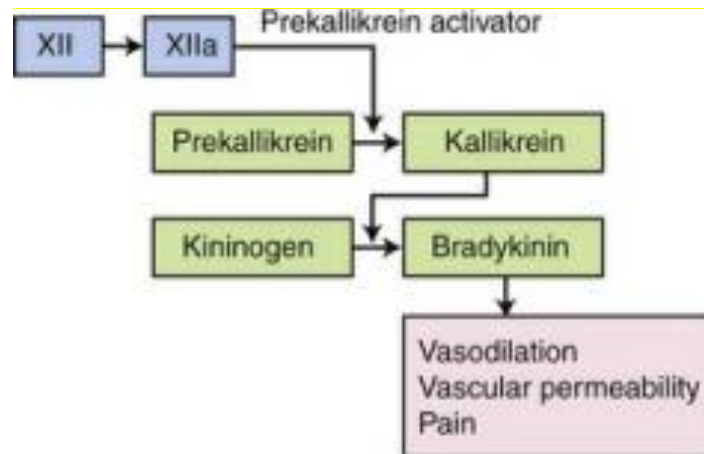 Prekallikrein activator
XII
XIIa
Prekallikrein
Kallikrein
Kininogen
Bradykinin
Vasodilation
Vascular permeability
Pain